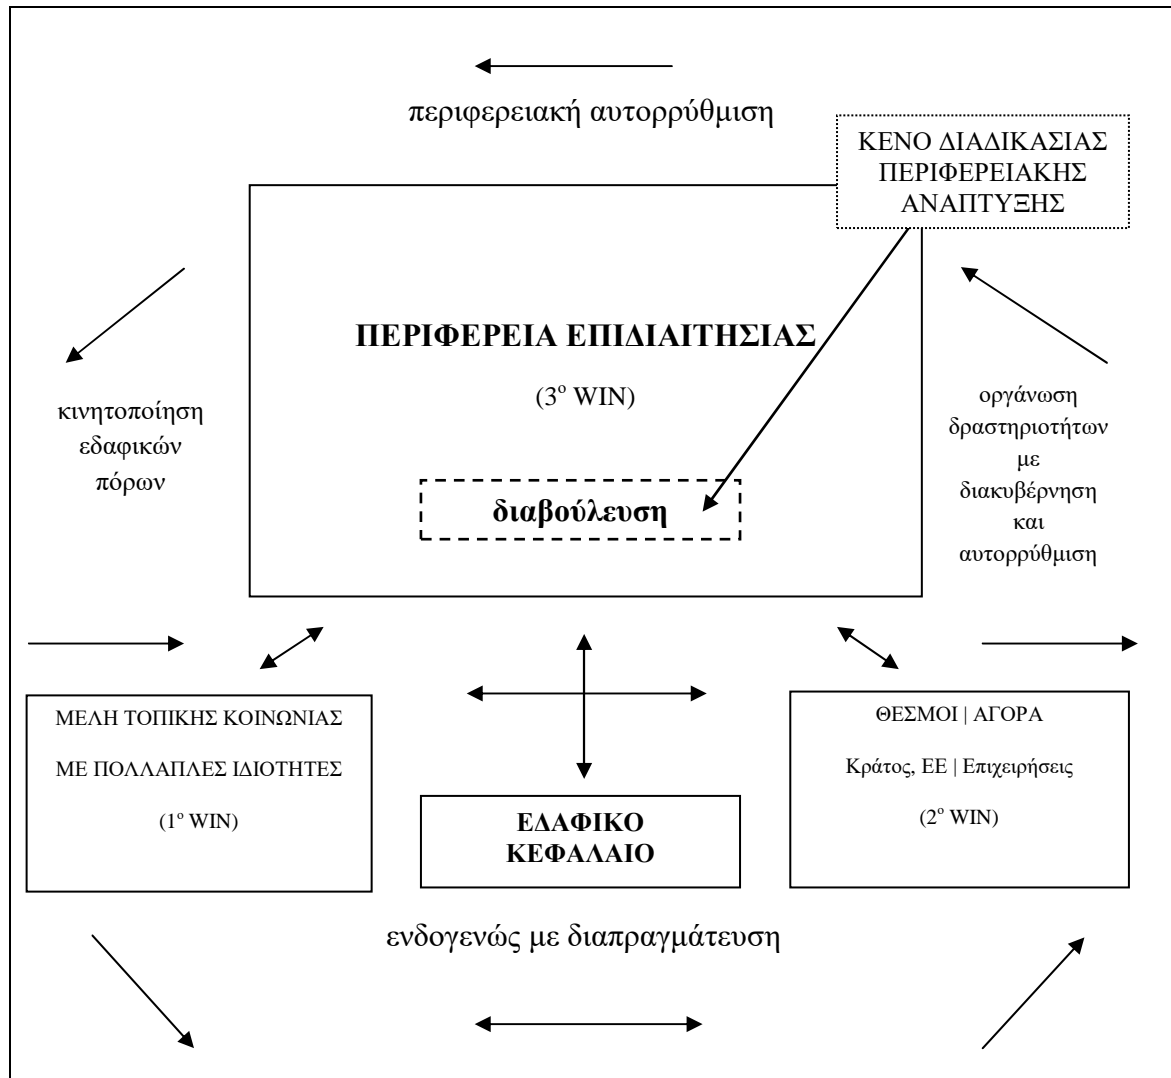 περιφερειακή αυτορρύθμιση
ΚΕΝΟ ΔΙΑΔΙΚΑΣΙΑΣ
ΠΕΡΙΦΕΡΕΙΑΚΗΣ
ΑΝΑΠΤΥΞΗΣ
ΠΕΡΙΦΕΡΕΙΑ ΕΠΙΔΙΑΙΤΗΣΙΑΣ
(3ο WIN)
διαβούλευση
κινητοποίηση
εδαφικών
πόρων
οργάνωση
δραστηριοτήτων
με
διακυβέρνηση
και
αυτορρύθμιση
ΜΕΛΗ ΤΟΠΙΚΗΣ ΚΟΙΝΩΝΙΑΣ
ΜΕ ΠΟΛΛΑΠΛΕΣ ΙΔΙΟΤΗΤΕΣ
(1ο WIN)
ΕΔΑΦΙΚΟ
ΚΕΦΑΛΑΙΟ
ΘΕΣΜΟΙ | ΑΓΟΡΑ
Κράτος, ΕΕ | Επιχειρήσεις
(2ο WIN)
ενδογενώς με διαπραγμάτευση